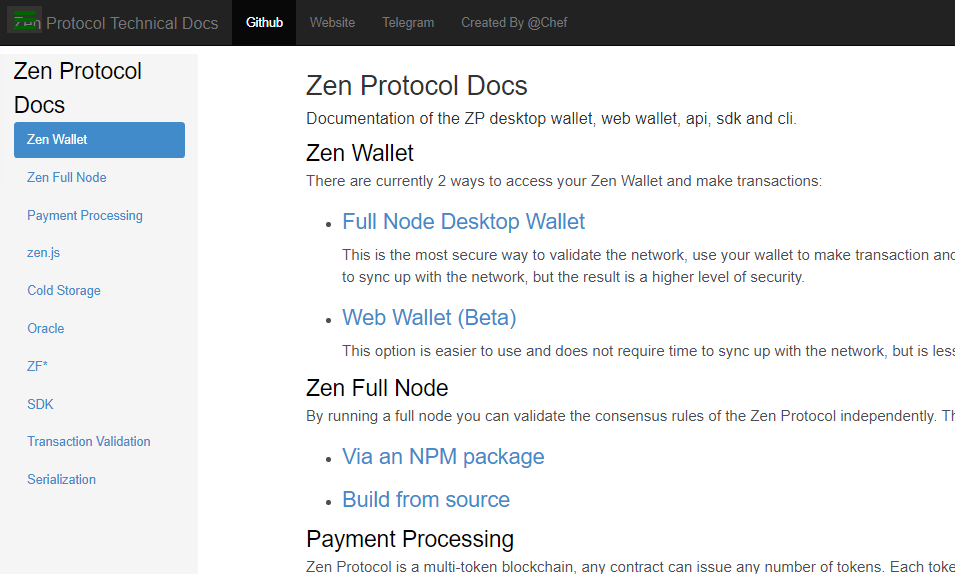 Zen Protocol Technical Docs Github Website Telegram Created By @Chef
Zen Protocol
Docs
Zen Wallet
Zen Full Node
Payment Processing
zen.js
Cold Storage
Oracle
ZF*
SDK
Transaction Validation
Serialization
Zen Protocol Docs
Documentation of the ZP desktop wallet, web wallet, api, sdk and cli.
Zen Wallet
There are currently 2 ways to access your Zen Wallet and make transactions:
Full Node Desktop Wallet
This is the most secure way to validate the network, use your wallet to make transaction and
to sync up with the network, but the result is a higher level of security.
Web Wallet (Beta)
This option is easier to use and does not require time to sync up with the network, but is less
Zen Full Node
By running a full node you can validate the consensus rules of the Zen Protocol independently.
Via an NPM package
Build from source
Payment Processing
Zen Protocol is a multi-token blockchain, any contract can issue any number of tokens. Each